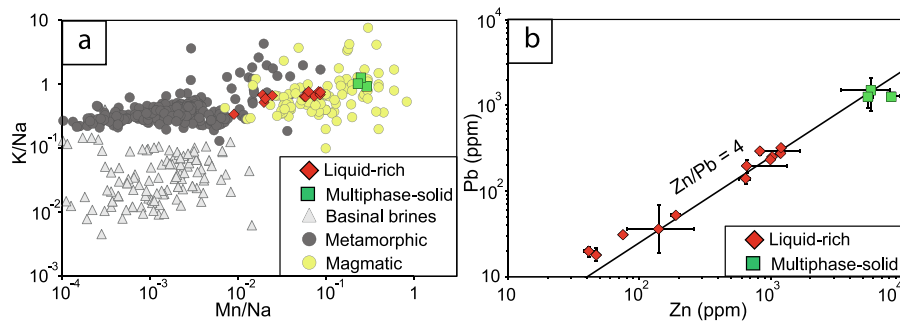 a
10
1
10⁻¹
10⁻²
10⁻³
K/Na
10⁻⁴
10⁻³
10⁻²
10⁻¹
1
Mn/Na
Liquid-rich
Multiphase-solid
Basinal brines
Metamorphic
Magmatic
b
10⁴
10³
10²
10
Pb (ppm)
10
10²
10³
10⁴
Zn (ppm)
Zn/Pb = 4
Liquid-rich
Multiphase-solid